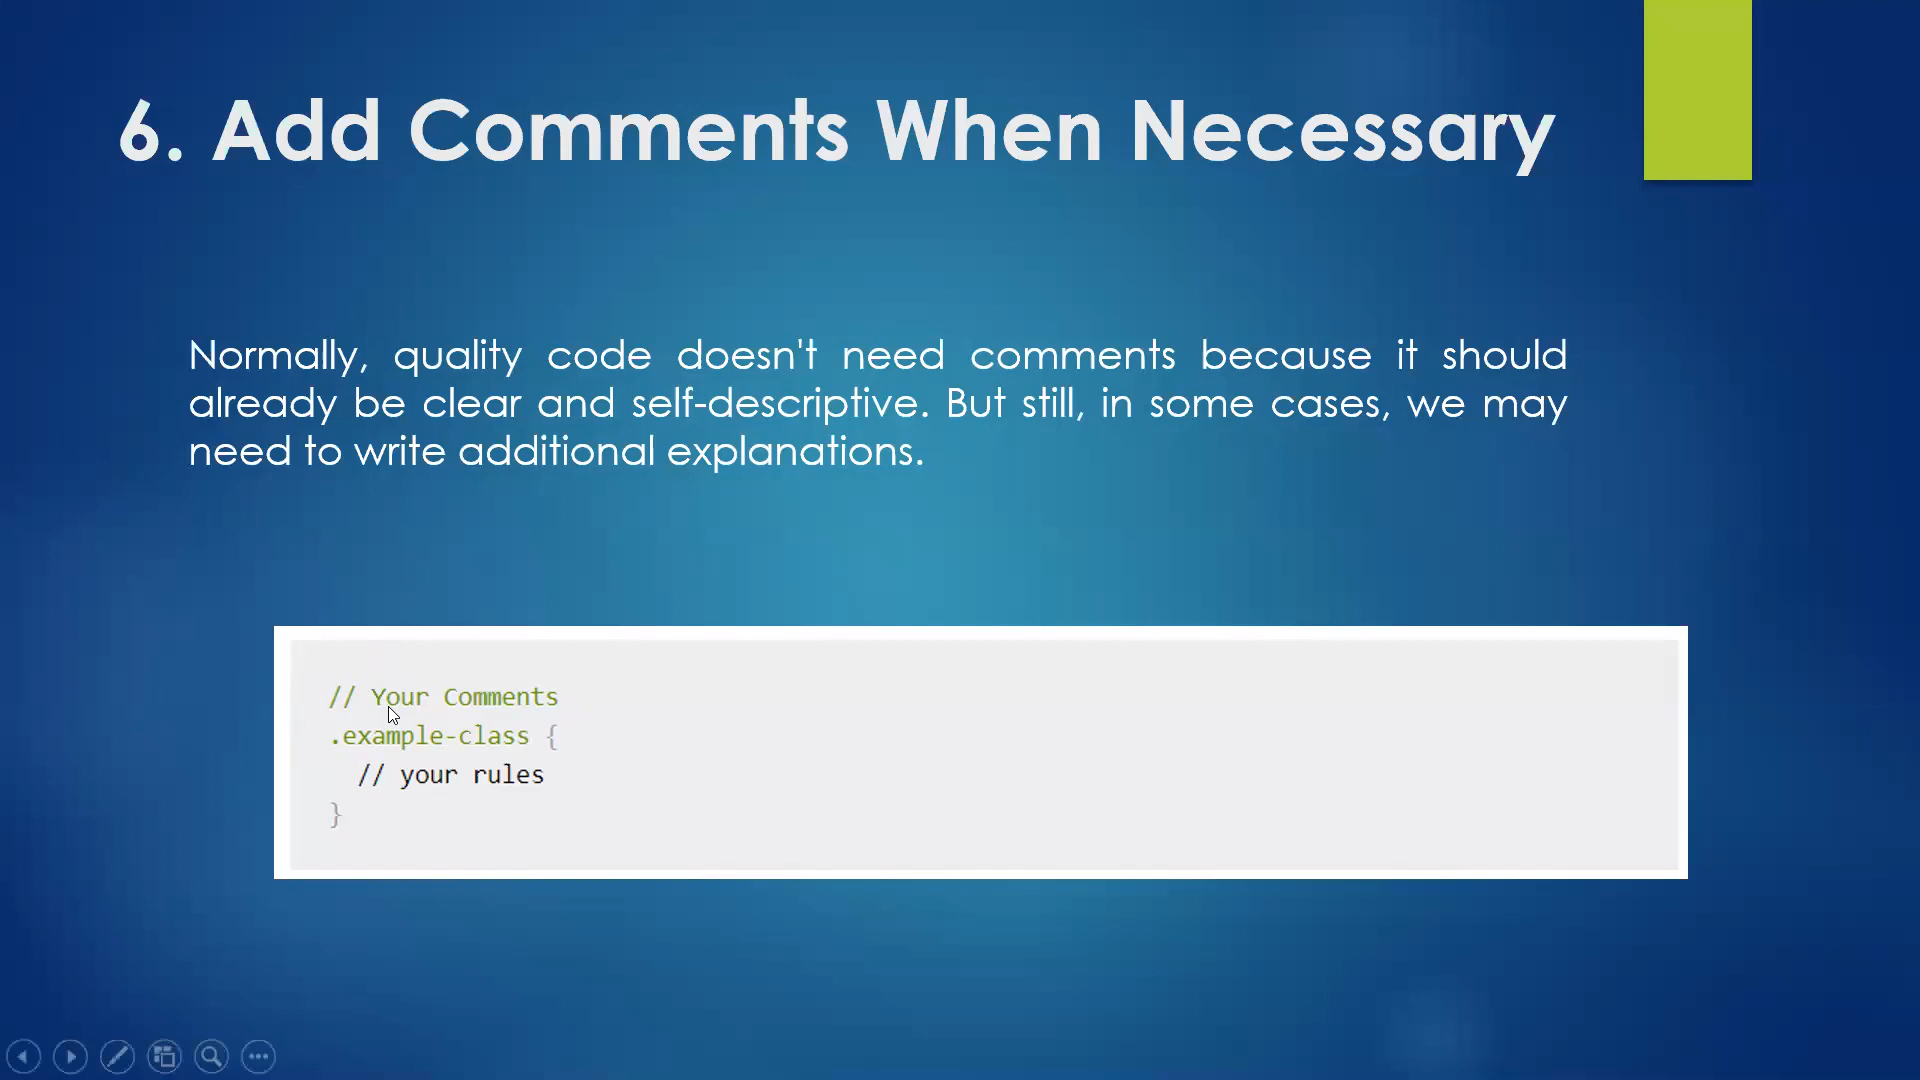 6. Add Comments When Necessary
Normally, quality code doesn't need comments because it should
already be clear and self-descriptive. But still, in some cases, we may
need to write additional explanations.
// Your Comments
.example-class {
  // your rules
}